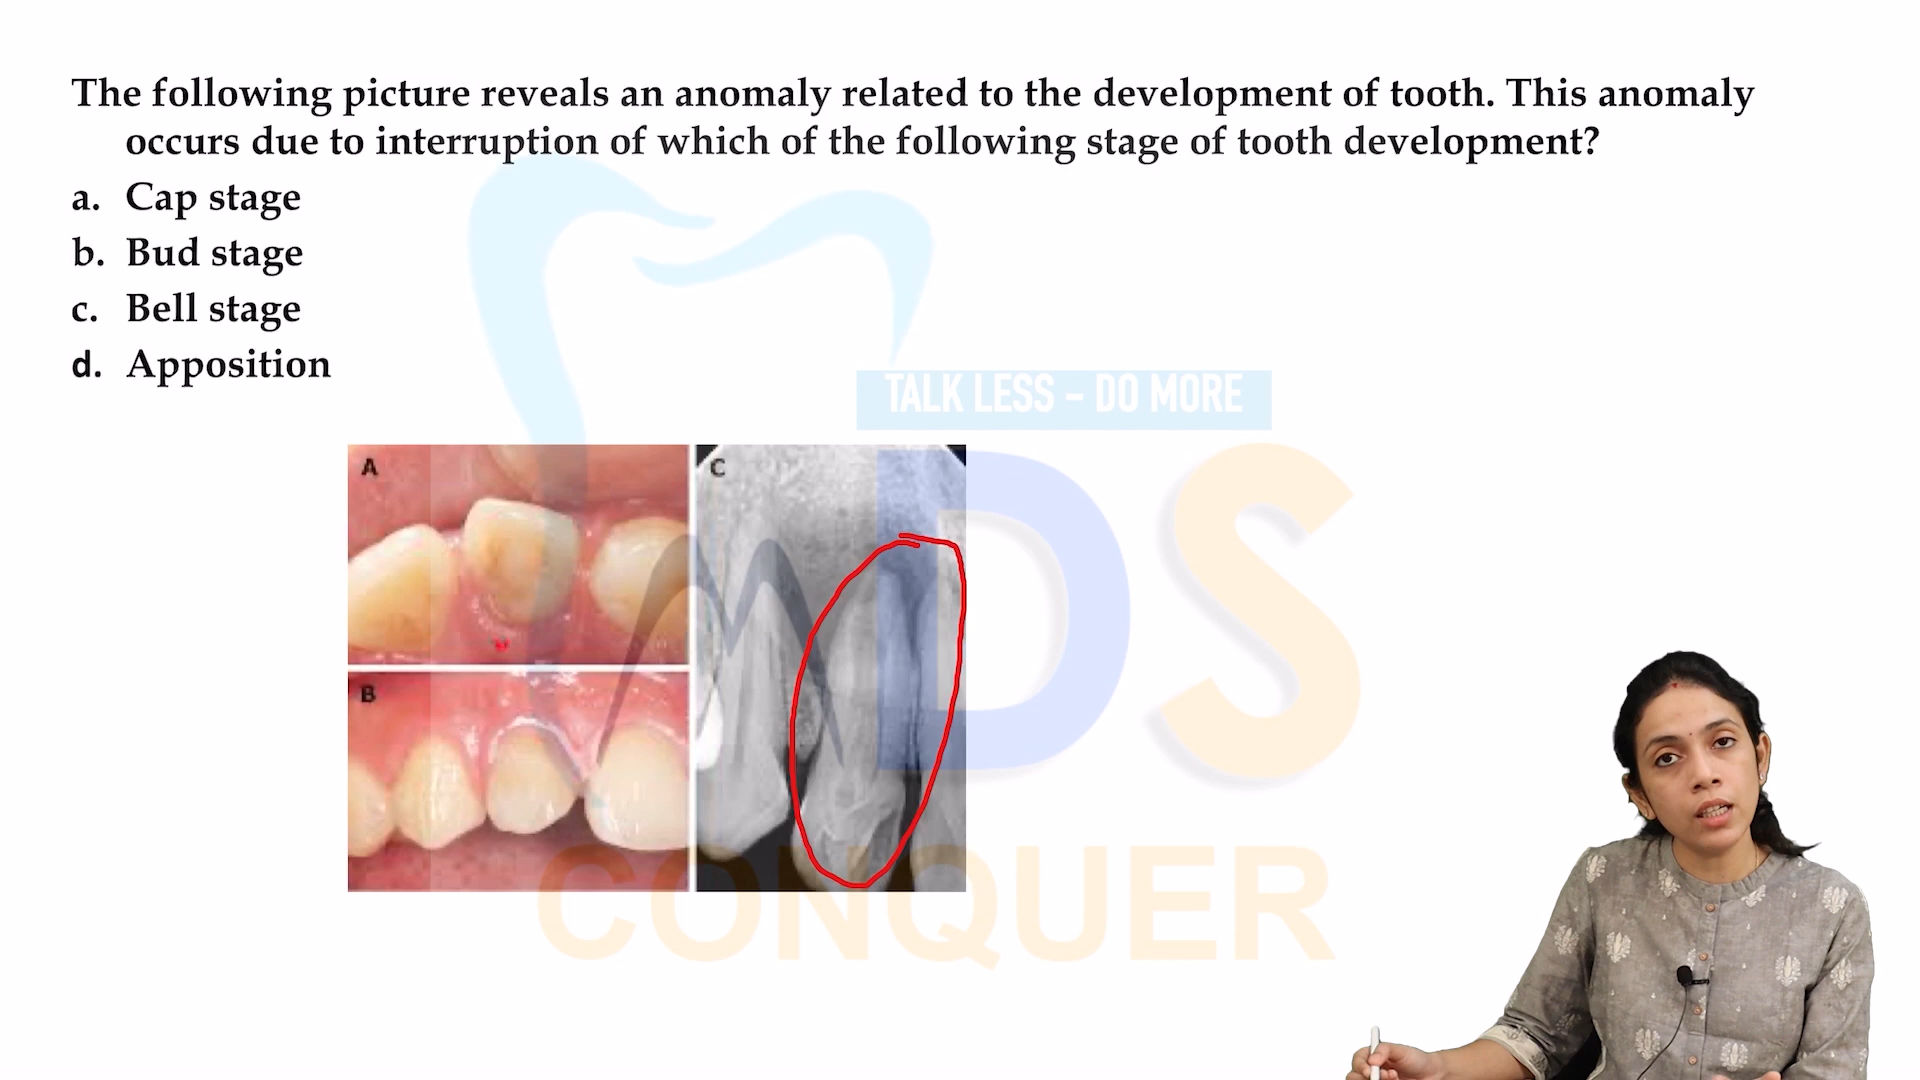 The following picture reveals an anomaly related to the development of tooth. This anomaly
occurs due to interruption of which of the following stage of tooth development?
a. Cap stage
b. Bud stage
c. Bell stage
d. Apposition
TALK LESS – DO MORE
A
C
B
MDS
CONQUER